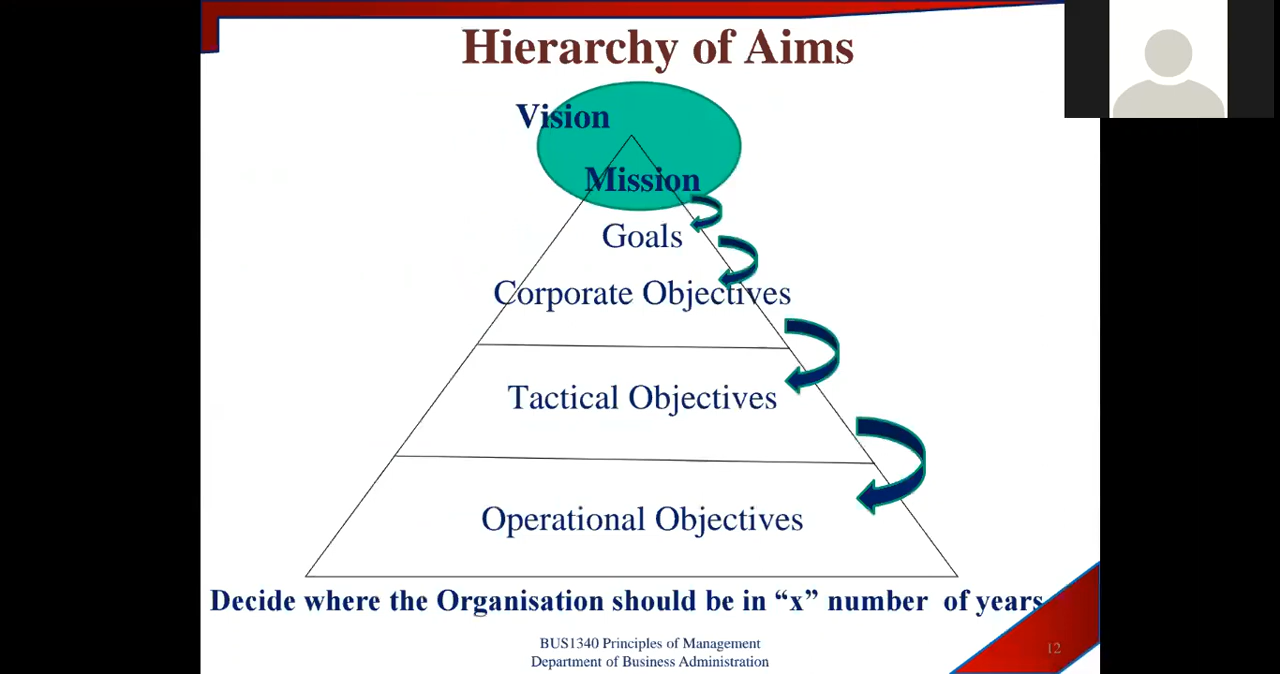 Hierarchy of Aims
Vision
Mission
Goals
Corporate Objectives
Tactical Objectives
Operational Objectives
Decide where the Organisation should be in “x” number of years
BUS1340 Principles of Management
Department of Business Administration
12